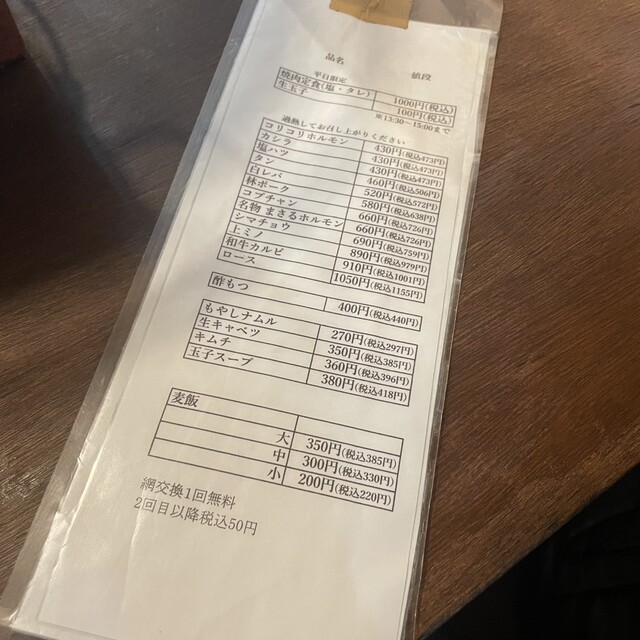 品名 値段
平日限定
焼肉定食(塩・タレ) 1000円(税込)
生玉子 100円(税込)
※13:30~15:00まで
過熱してお召し上がりください
コリコリホルモン 430円(税込473円)
カシラ 430円(税込473円)
塩ハツ 430円(税込473円)
タン 460円(税込506円)
白レバ 520円(税込572円)
林ポーク 580円(税込638円)
コプチャン 660円(税込726円)
名物 まさるホルモン 660円(税込726円)
シマチョウ 690円(税込759円)
上ミノ 890円(税込979円)
和牛カルビ 910円(税込1001円)
ロース 1050円(税込1155円)
酢もつ 400円(税込440円)
もやしナムル 270円(税込297円)
生キャベツ 350円(税込385円)
キムチ 360円(税込396円)
玉子スープ 380円(税込418円)
麦飯
大 350円(税込385円)
中 300円(税込330円)
小 200円(税込220円)
網交換1回無料
2回目以降税込50円